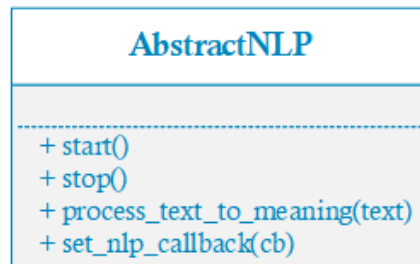 AbstractNLP
+ start()
+ stop()
+ process_text_to_meaning(text)
+ set_nlp_callback(cb)